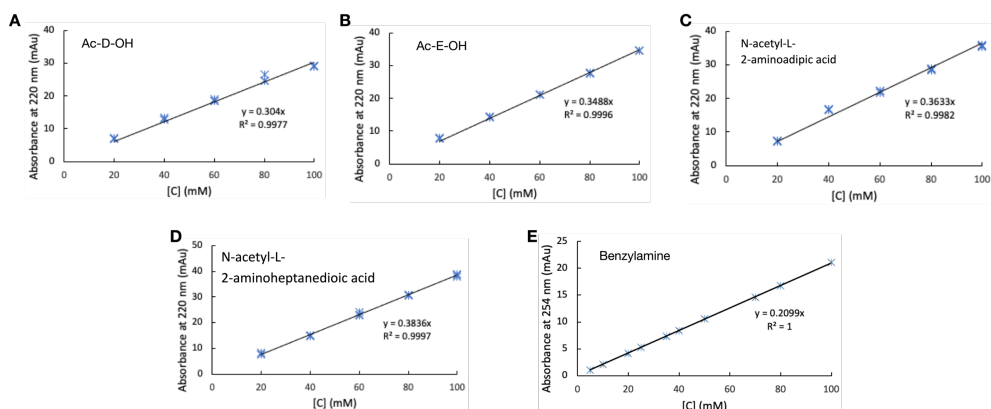 A
Ac-D-OH
Absorbance at 220 nm (mAu)
40
30
20
10
0
y = 0.304x
R² = 0.9977
0 20 40 60 80 100
[C] (mM)
B
Ac-E-OH
Absorbance at 220 nm (mAu)
40
30
20
10
0
y = 0.3488x
R² = 0.9996
0 20 40 60 80 100
[C] (mM)
C
N-acetyl-L-
2-aminoadipic acid
Absorbance at 220 nm (mAu)
40
30
20
10
0
y = 0.3633x
R² = 0.9982
0 20 40 60 80 100
[C] (mM)
D
N-acetyl-L-
2-aminoheptanedioic acid
Absorbance at 220 nm (mAu)
50
40
30
20
10
0
y = 0.3836x
R² = 0.9997
0 20 40 60 80 100
[C] (mM)
E
Benzylamine
Absorbance at 254 nm (mAu)
25
20
15
10
5
0
y = 0.2099x
R² = 1
0 20 40 60 80 100
[C] (mM)